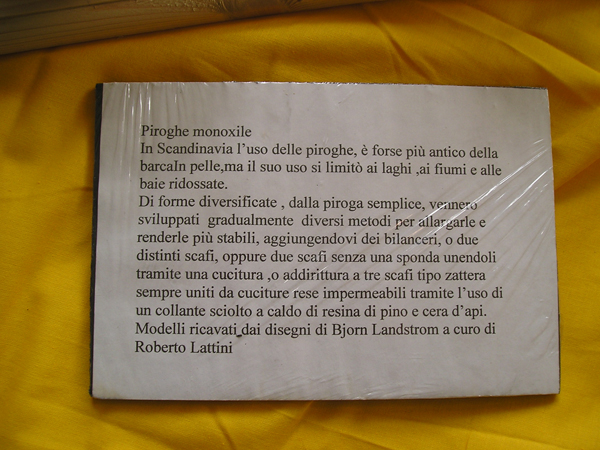 Piroghe monoxile
In Scandinavia l'uso delle piroghe, è forse più antico della
barcaIn pelle,ma il suo uso si limitò ai laghi ,ai fiumi e alle
baie ridossate.
Di forme diversificate , dalla piroga semplice, vennero
sviluppati gradualmente diversi metodi per allargarle e
renderle più stabili, aggiungendovi dei bilanceri, o due
distinti scafi, oppure due scafi senza una sponda unendoli
tramite una cucitura ,o addirittura a tre scafi tipo zattera
sempre uniti da cuciture rese impermeabili tramite l'uso di
un collante sciolto a caldo di resina di pino e cera d'api.
Modelli ricavati dai disegni di Bjorn Landstrom a curo di
Roberto Lattini